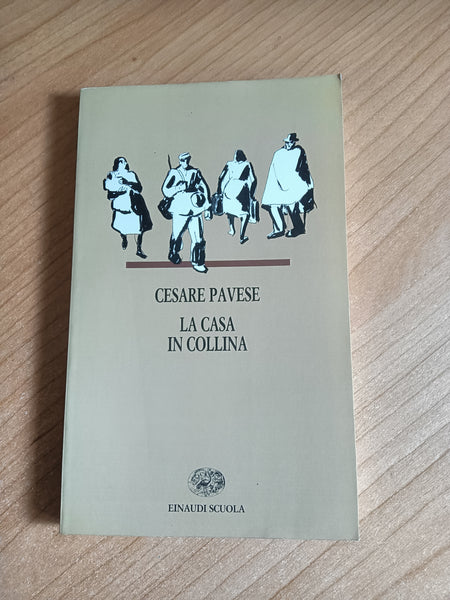 CESARE PAVESE
LA CASA
IN COLLINA
EINAUDI SCUOLA